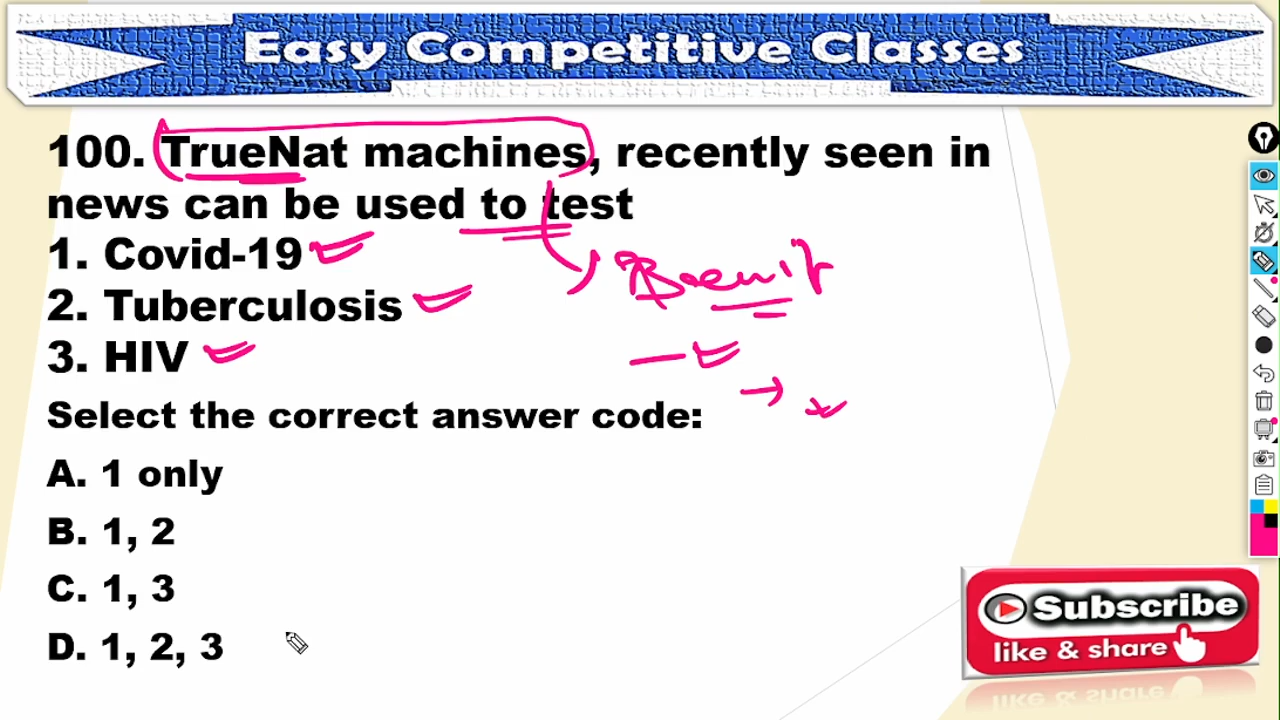 Easy Competitive Classes
100. TrueNat machines, recently seen in
news can be used to test
1. Covid-19
2. Tuberculosis
3. HIV
Select the correct answer code:
A. 1 only
B. 1, 2
C. 1, 3
D. 1, 2, 3
Subscribe
like & share